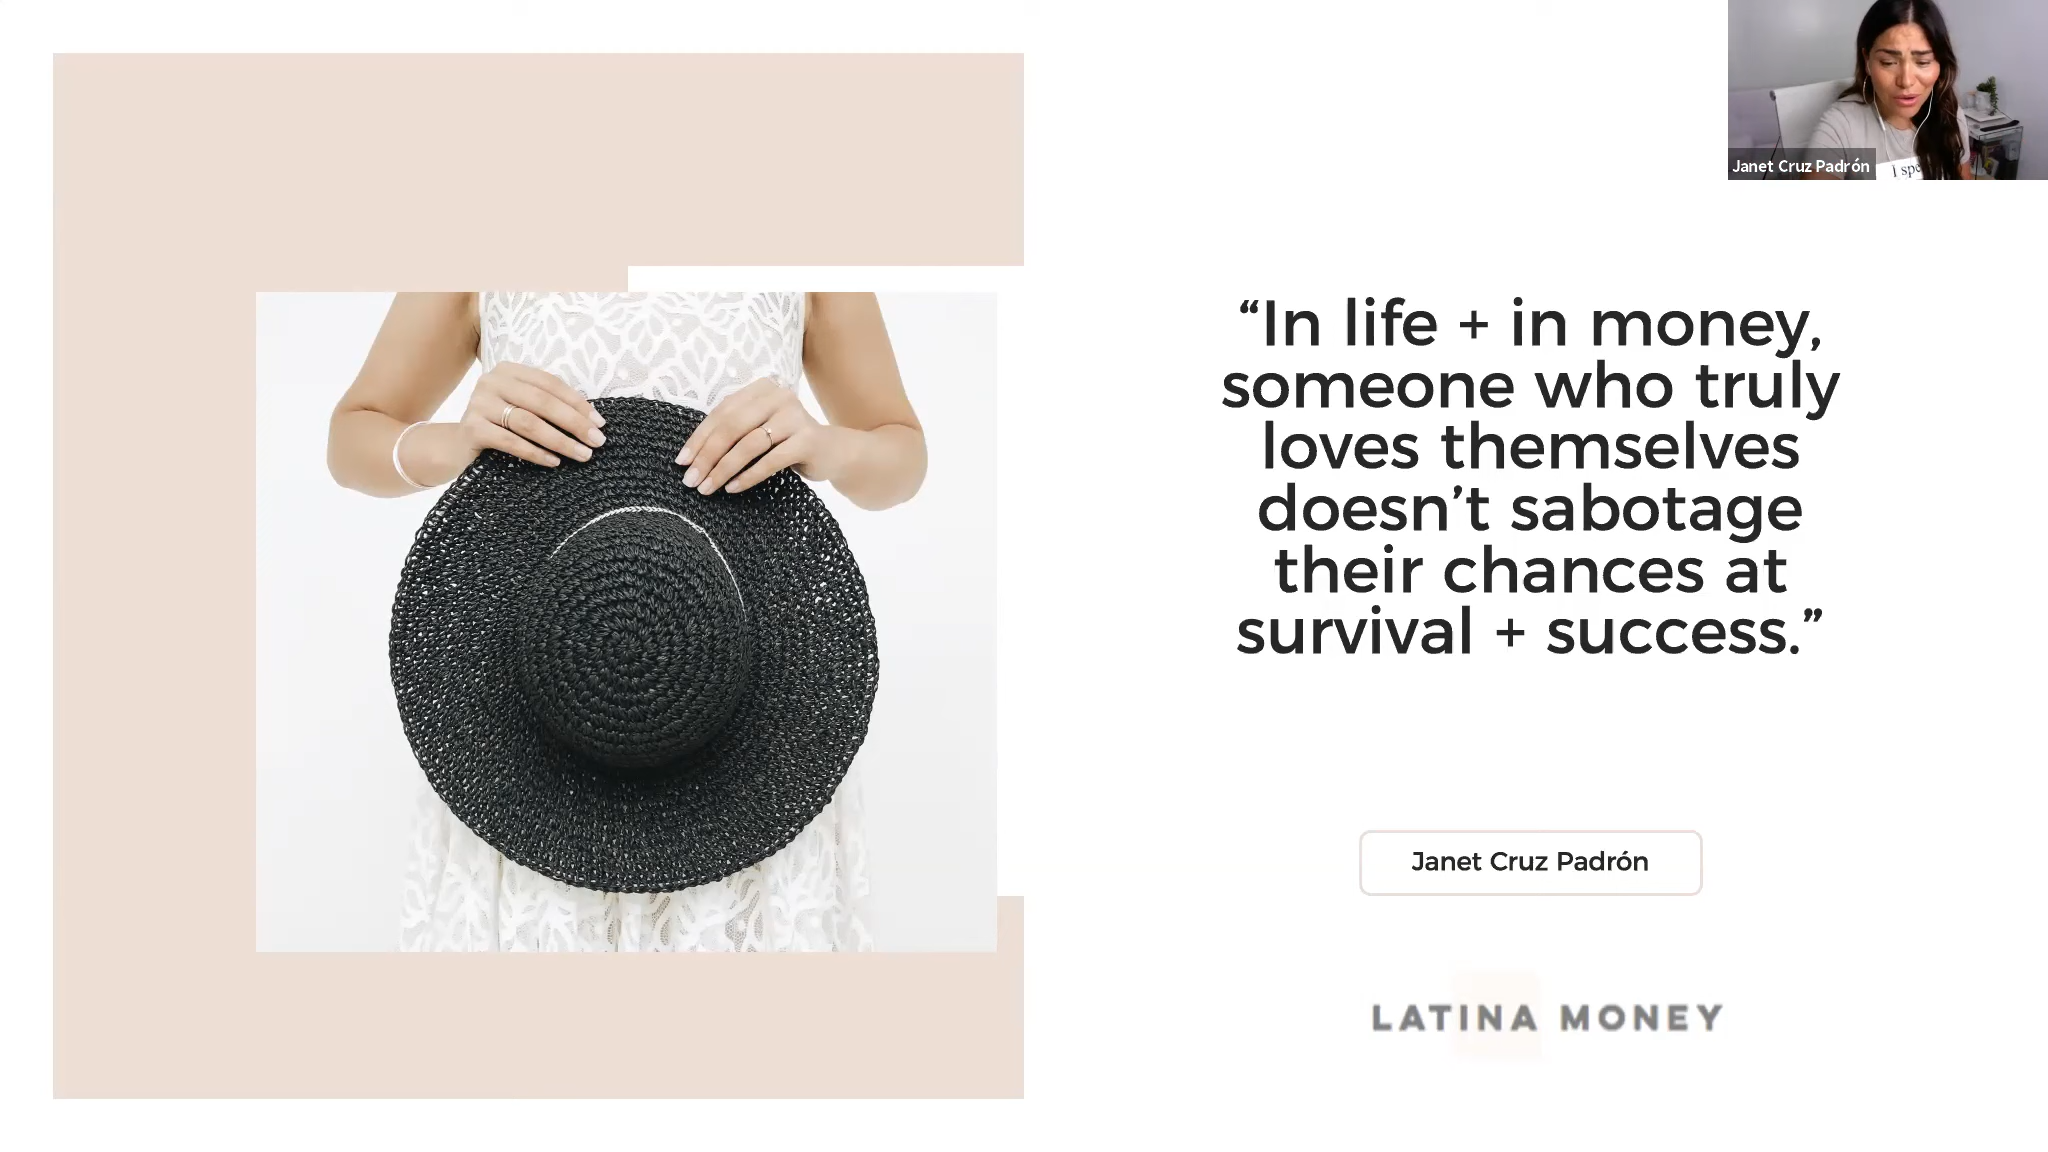 Janet Cruz Padrón
“In life + in money,
someone who truly
loves themselves
doesn’t sabotage
their chances at
survival + success.”
Janet Cruz Padrón
LATINA MONEY